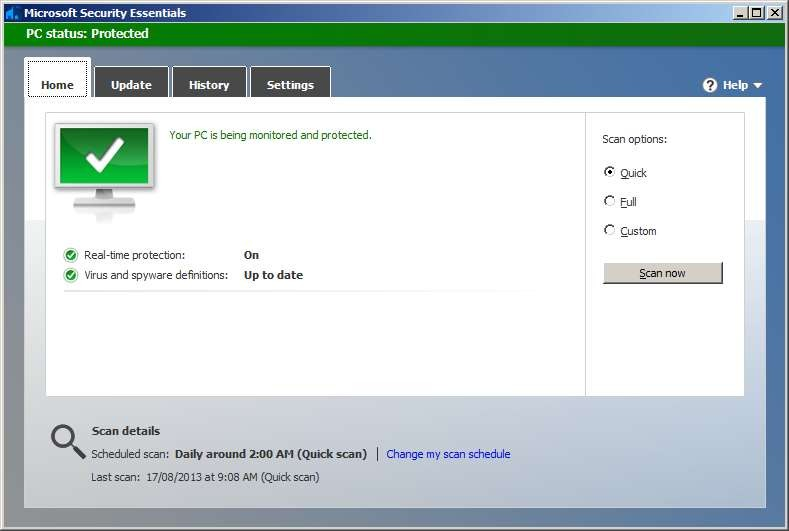 Microsoft Security Essentials
PC status: Protected
Home Update History Settings Help
Your PC is being monitored and protected.
Real-time protection: On
Virus and spyware definitions: Up to date
Scan options:
Quick
Full
Custom
Scan now
Scan details
Scheduled scan: Daily around 2:00 AM (Quick scan) | Change my scan schedule
Last scan: 17/08/2013 at 9:08 AM (Quick scan)